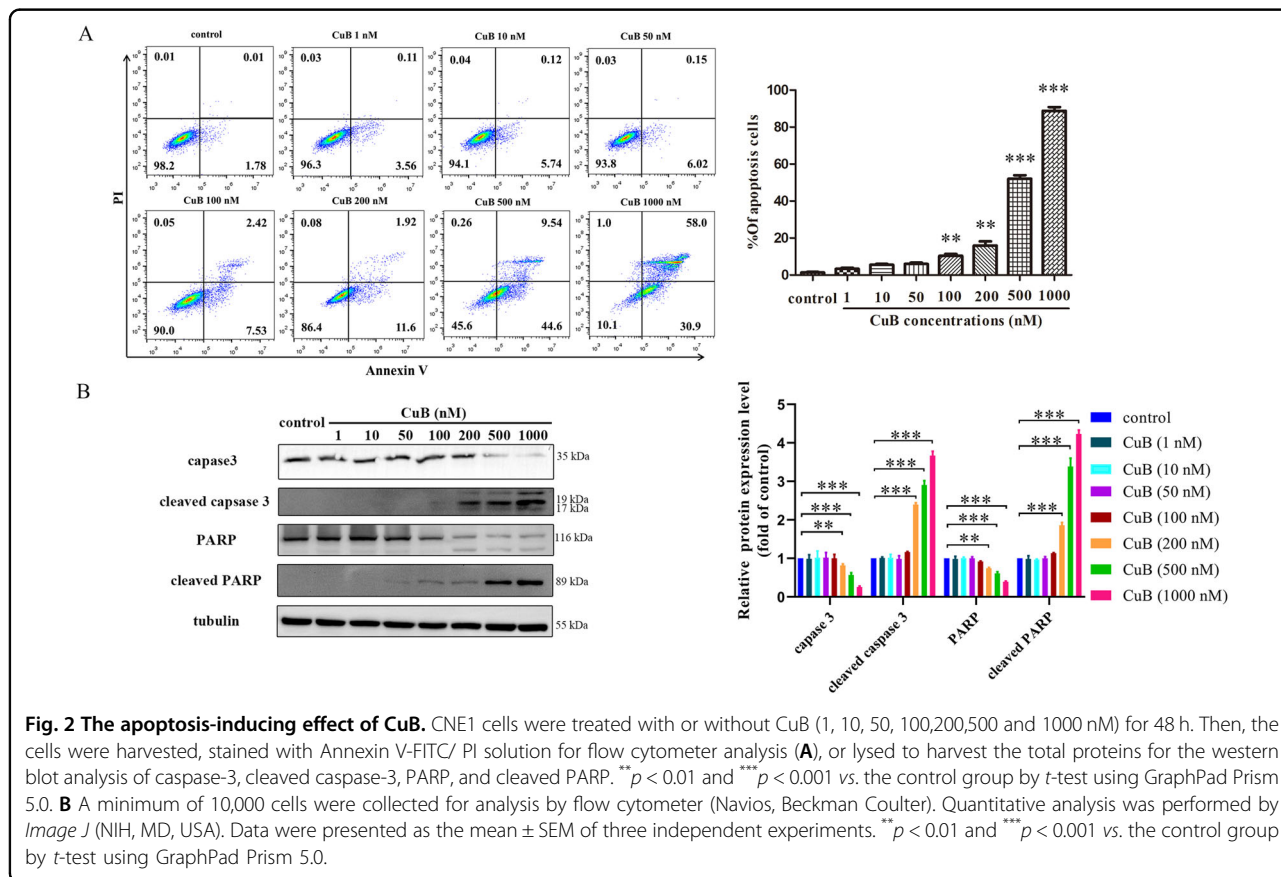 A
control
CuB 1 nM
CuB 10 nM
CuB 50 nM
0.01 0.01
98.2 1.78
0.03 0.11
96.3 3.56
0.04 0.12
94.1 5.74
0.03 0.15
93.8 6.02
CuB 100 nM
CuB 200 nM
CuB 500 nM
CuB 1000 nM
0.05 2.42
90.0 7.53
0.08 1.92
86.4 11.6
0.26 9.54
45.6 44.6
1.0 58.0
10.1 30.9
PI
Annexin V
%Of apoptosis cells
100
80
60
40
20
0
** ** *** ***
control 1 10 50 100 200 500 1000
CuB concentrations (nM)
B
CuB (nM)
control 1 10 50 100 200 500 1000
capase3 35 kDa
cleaved capsase 3 19 kDa
17 kDa
PARP 116 kDa
cleaved PARP 89 kDa
tubulin 55 kDa
Relative protein expression level
(fold of control)
5
4
3
2
1
0
*** *** **
*** *** ***
*** *** **
*** *** ***
capase 3
cleaved caspase 3
PARP
cleaved PARP
control
CuB (1 nM)
CuB (10 nM)
CuB (50 nM)
CuB (100 nM)
CuB (200 nM)
CuB (500 nM)
CuB (1000 nM)
Fig. 2 The apoptosis-inducing effect of CuB. CNE1 cells were treated with or without CuB (1, 10, 50, 100,200,500 and 1000 nM) for 48 h. Then, the
cells were harvested, stained with Annexin V-FITC/ PI solution for flow cytometer analysis (A), or lysed to harvest the total proteins for the western
blot analysis of caspase-3, cleaved caspase-3, PARP, and cleaved PARP. **p < 0.01 and ***p < 0.001 vs. the control group by t-test using GraphPad Prism
5.0. B A minimum of 10,000 cells were collected for analysis by flow cytometer (Navios, Beckman Coulter). Quantitative analysis was performed by
Image J (NIH, MD, USA). Data were presented as the mean ± SEM of three independent experiments. **p < 0.01 and ***p < 0.001 vs. the control group
by t-test using GraphPad Prism 5.0.